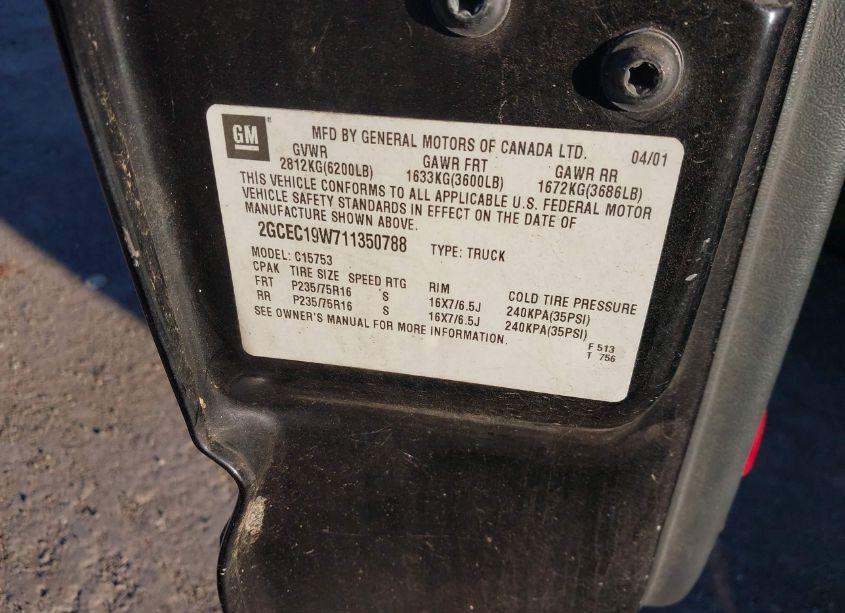 GM
MFD BY GENERAL MOTORS OF CANADA LTD. 04/01
GVWR GAWR FRT GAWR RR
2812KG(6200LB) 1633KG(3600LB) 1672KG(3686LB)
THIS VEHICLE CONFORMS TO ALL APPLICABLE U.S. FEDERAL MOTOR
VEHICLE SAFETY STANDARDS IN EFFECT ON THE DATE OF
MANUFACTURE SHOWN ABOVE.
2GCEC19W711350788 TYPE: TRUCK
MODEL: C15753
CPAK TIRE SIZE SPEED RTG RIM COLD TIRE PRESSURE
FRT P235/75R16 S 16X7/6.5J 240KPA(35PSI)
RR P235/75R16 S 16X7/6.5J 240KPA(35PSI)
SEE OWNER'S MANUAL FOR MORE INFORMATION.
F 513
T 756